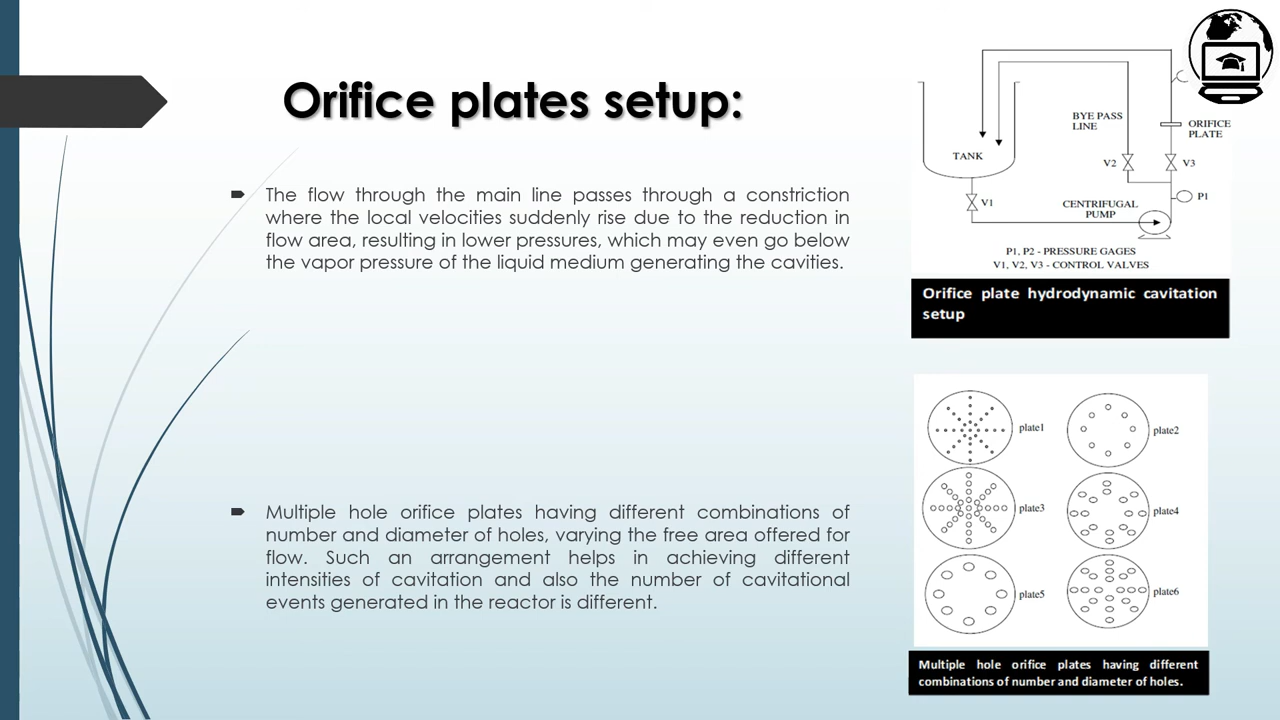 Orifice plates setup:
The flow through the main line passes through a constriction
where the local velocities suddenly rise due to the reduction in
flow area, resulting in lower pressures, which may even go below
the vapor pressure of the liquid medium generating the cavities.
Multiple hole orifice plates having different combinations of
number and diameter of holes, varying the free area offered for
flow. Such an arrangement helps in achieving different
intensities of cavitation and also the number of cavitational
events generated in the reactor is different.
BYE PASS
LINE
ORIFICE
PLATE
TANK
V2
V3
V1
P1
CENTRIFUGAL
PUMP
P1, P2 - PRESSURE GAGES
V1, V2, V3 - CONTROL VALVES
Orifice plate hydrodynamic cavitation
setup
plate1
plate2
plate3
plate4
plate5
plate6
Multiple hole orifice plates having different
combinations of number and diameter of holes.